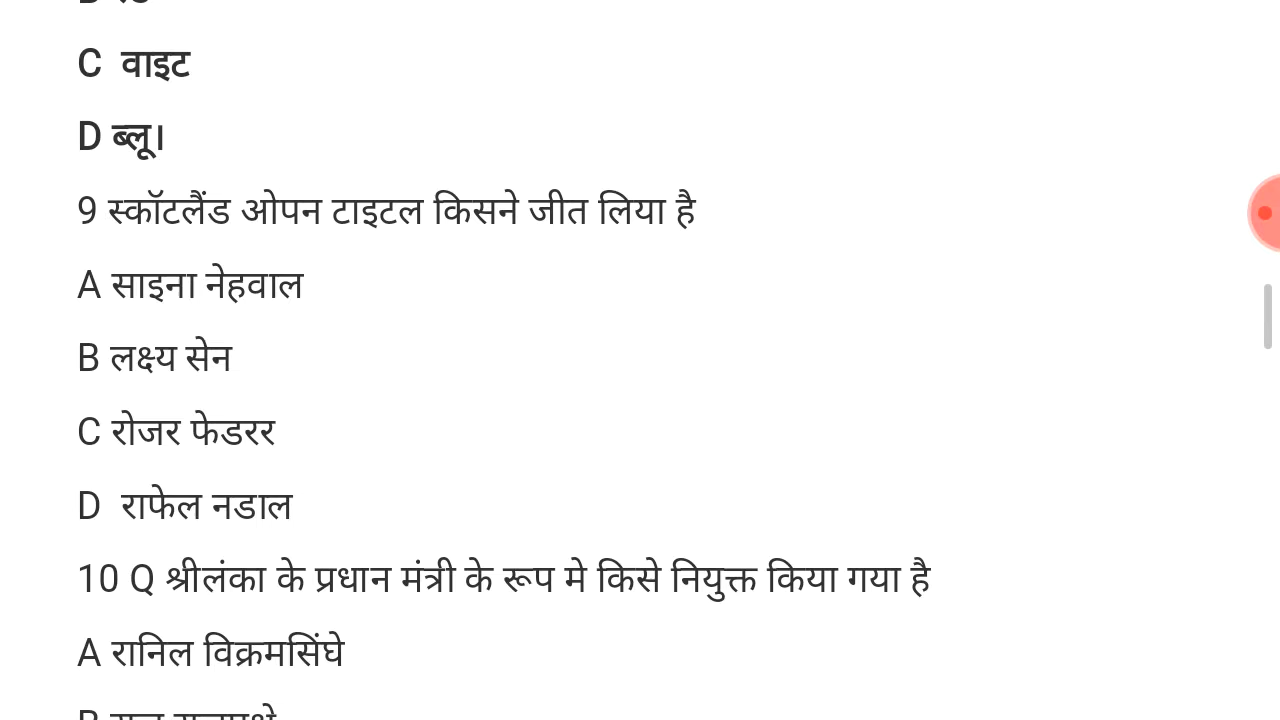 C वाइट
D ब्लू।
9 स्कॉटलैंड ओपन टाइटल किसने जीत लिया है
A साइना नेहवाल
B लक्ष्य सेन
C रोजर फेडरर
D राफेल नडाल
10 Q श्रीलंका के प्रधान मंत्री के रूप मे किसे नियुक्त किया गया है
A रानिल विक्रमसिंघे